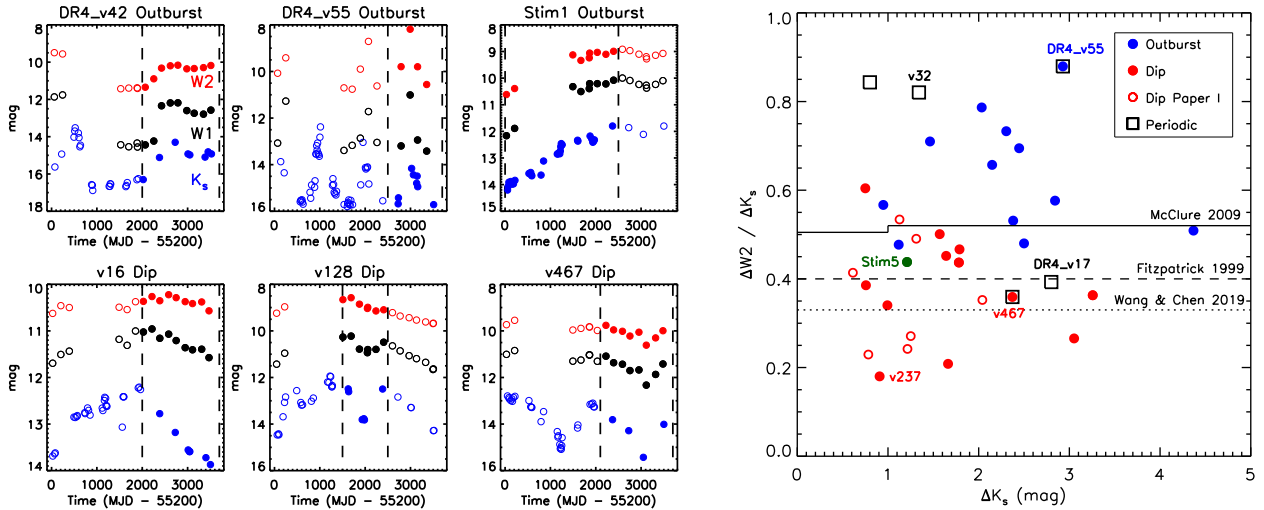 DR4_v42 Outburst
DR4_v55 Outburst
Stim1 Outburst
mag
8
10
12
14
16
18
W2
W1
Ks
0 1000 2000 3000
Time (MJD - 55200)
8
10
12
14
16
0 1000 2000 3000
Time (MJD - 55200)
mag
8
9
10
11
12
13
14
15
0 1000 2000 3000
Time (MJD - 55200)
v16 Dip
v128 Dip
v467 Dip
mag
10
11
12
13
14
0 1000 2000 3000
Time (MJD - 55200)
mag
8
10
12
14
16
0 1000 2000 3000
Time (MJD - 55200)
mag
8
10
12
14
16
0 1000 2000 3000
Time (MJD - 55200)
ΔW2 / ΔKs
1.0
0.8
0.6
0.4
0.2
0.0
DR4_v55
v32
Outburst
Dip
Dip Paper I
Periodic
McClure 2009
Stim5
DR4_v17
Fitzpatrick 1999
Wang & Chen 2019
v467
v237
0 1 2 3 4 5
ΔKs (mag)